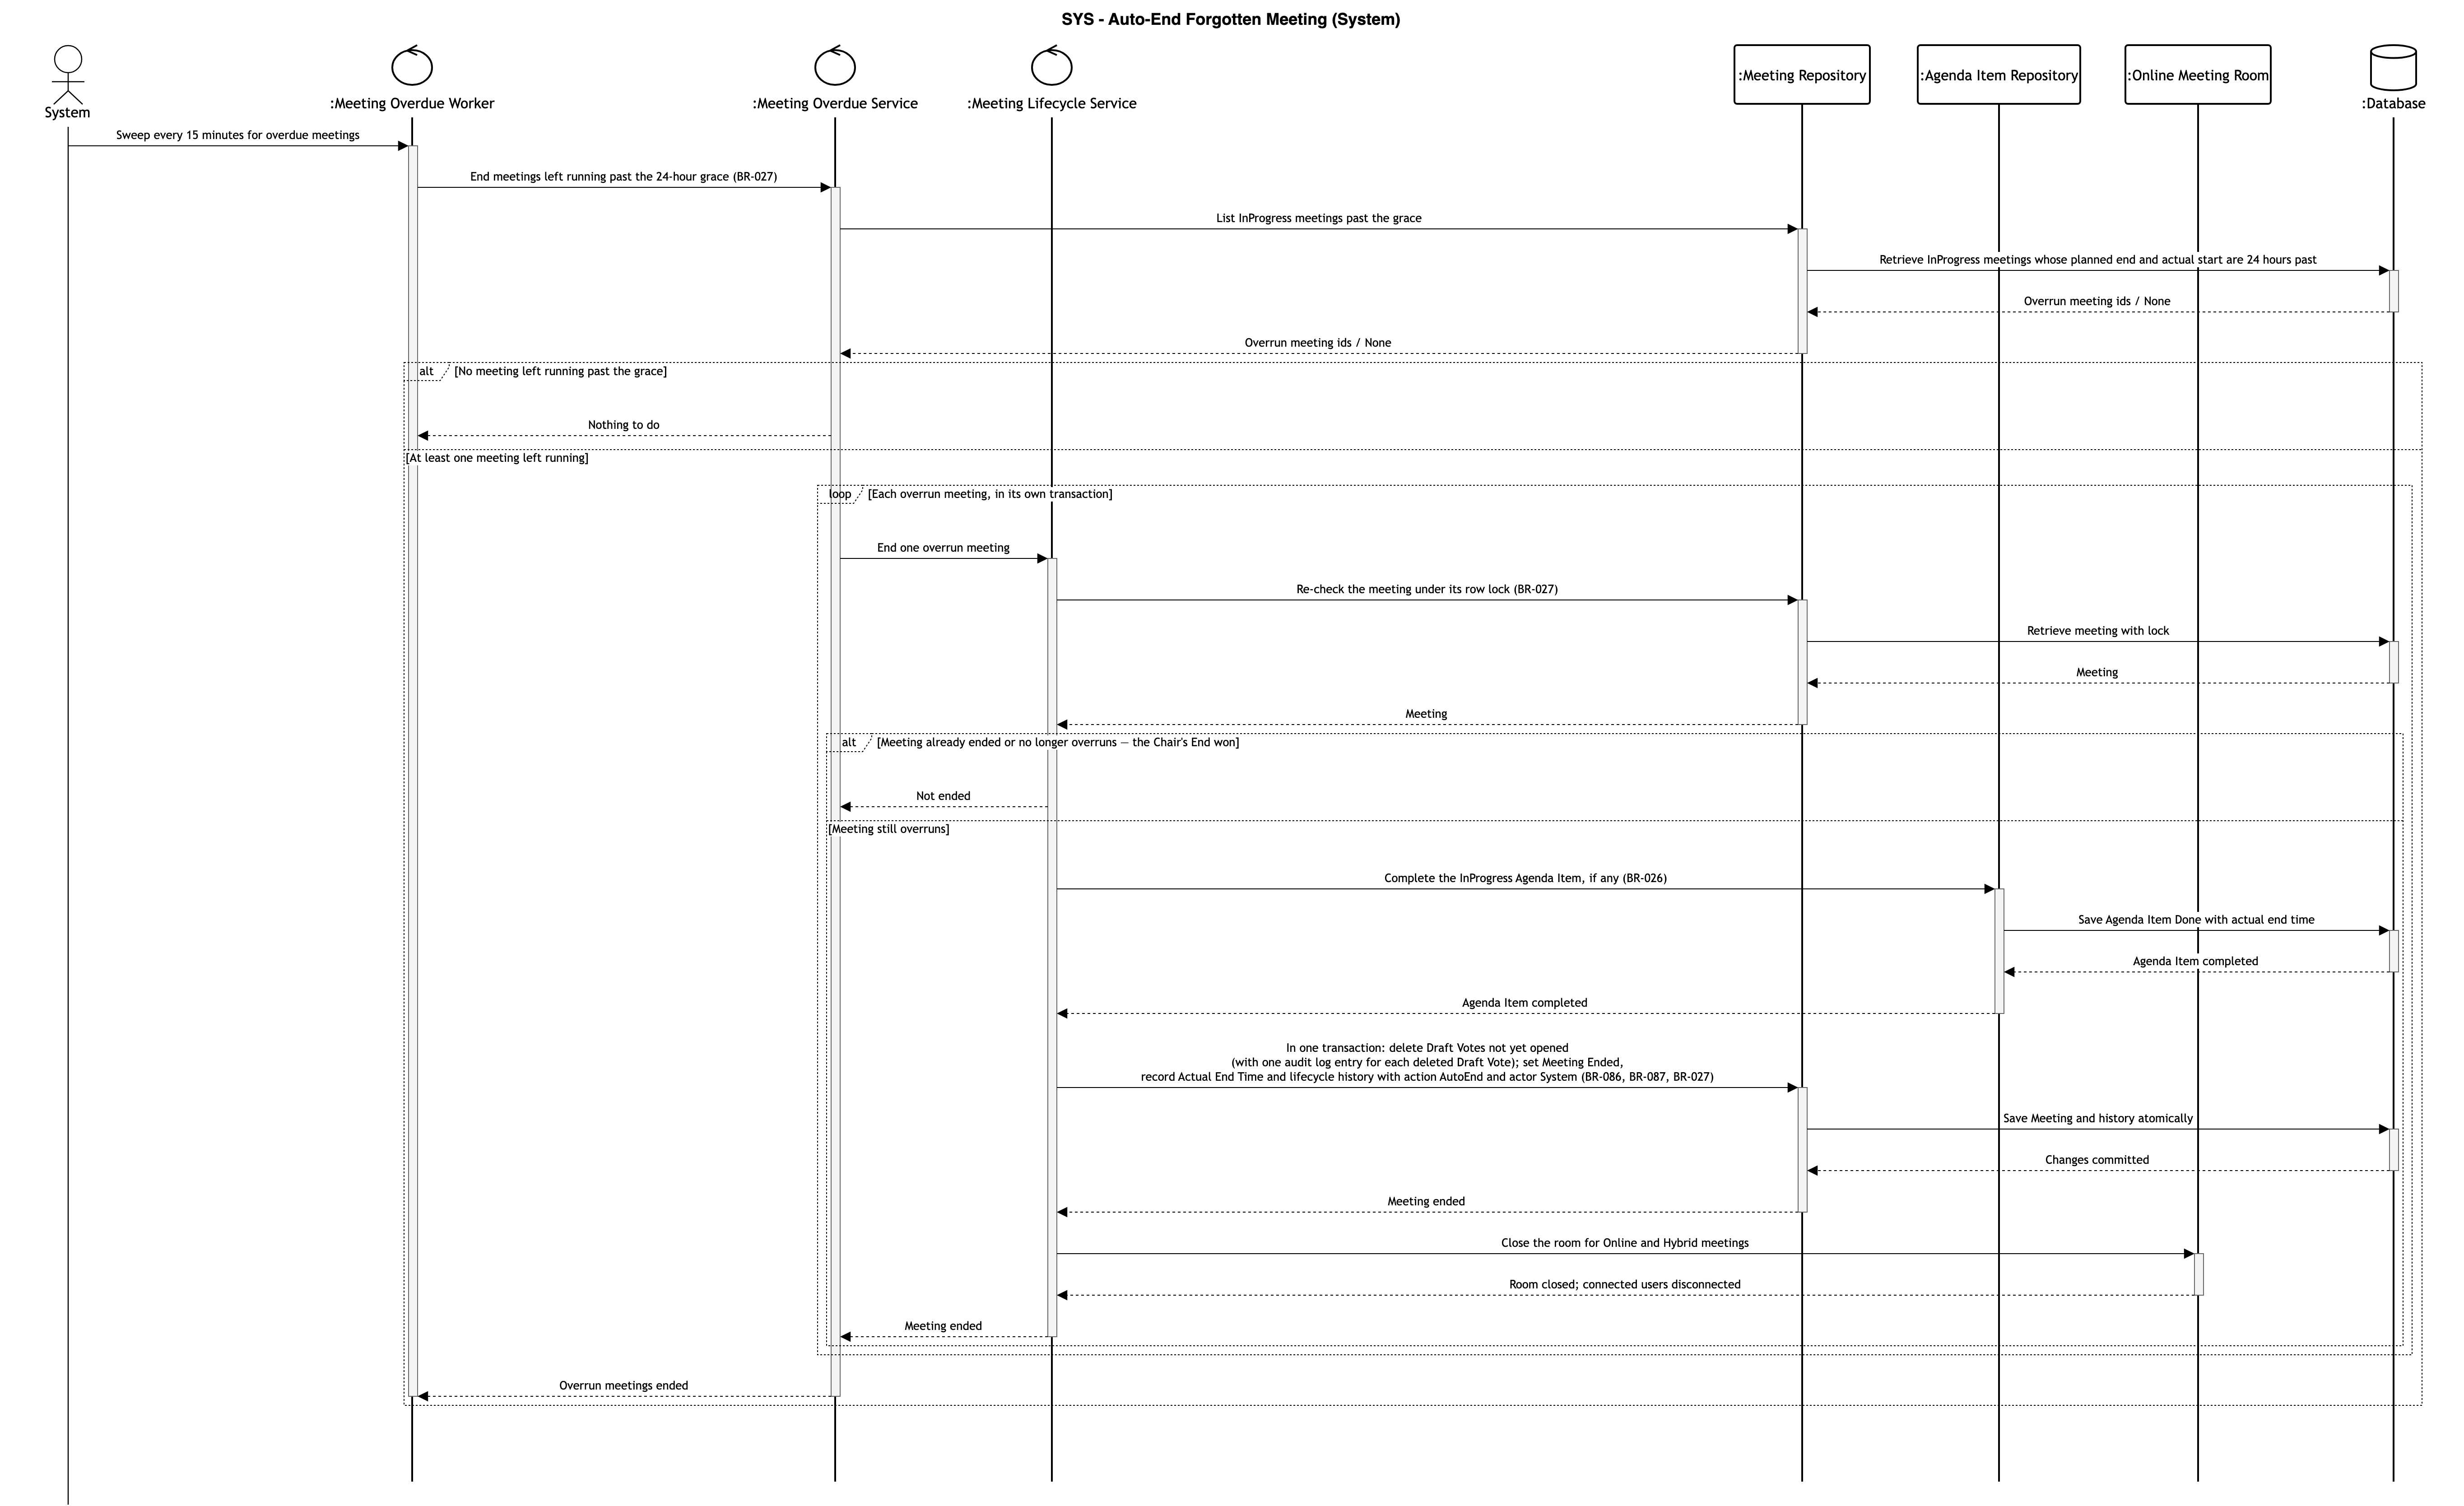 SYS - Auto-End Forgotten Meeting (System)
System
:Meeting Overdue Worker
:Meeting Overdue Service
:Meeting Lifecycle Service
:Meeting Repository
:Agenda Item Repository
:Online Meeting Room
:Database
Sweep every 15 minutes for overdue meetings
End meetings left running past the 24-hour grace (BR-027)
List InProgress meetings past the grace
Retrieve InProgress meetings whose planned end and actual start are 24 hours past
Overrun meeting ids / None
Overrun meeting ids / None
alt [No meeting left running past the grace]
Nothing to do
[At least one meeting left running]
loop [Each overrun meeting, in its own transaction]
End one overrun meeting
Re-check the meeting under its row lock (BR-027)
Retrieve meeting with lock
Meeting
Meeting
alt [Meeting already ended or no longer overruns — the Chair's End won]
Not ended
[Meeting still overruns]
Complete the InProgress Agenda Item, if any (BR-026)
Save Agenda Item Done with actual end time
Agenda Item completed
Agenda Item completed
In one transaction: delete Draft Votes not yet opened
(with one audit log entry for each deleted Draft Vote); set Meeting Ended,
record Actual End Time and lifecycle history with action AutoEnd and actor System (BR-086, BR-087, BR-027)
Save Meeting and history atomically
Changes committed
Meeting ended
Close the room for Online and Hybrid meetings
Room closed; connected users disconnected
Meeting ended
Overrun meetings ended